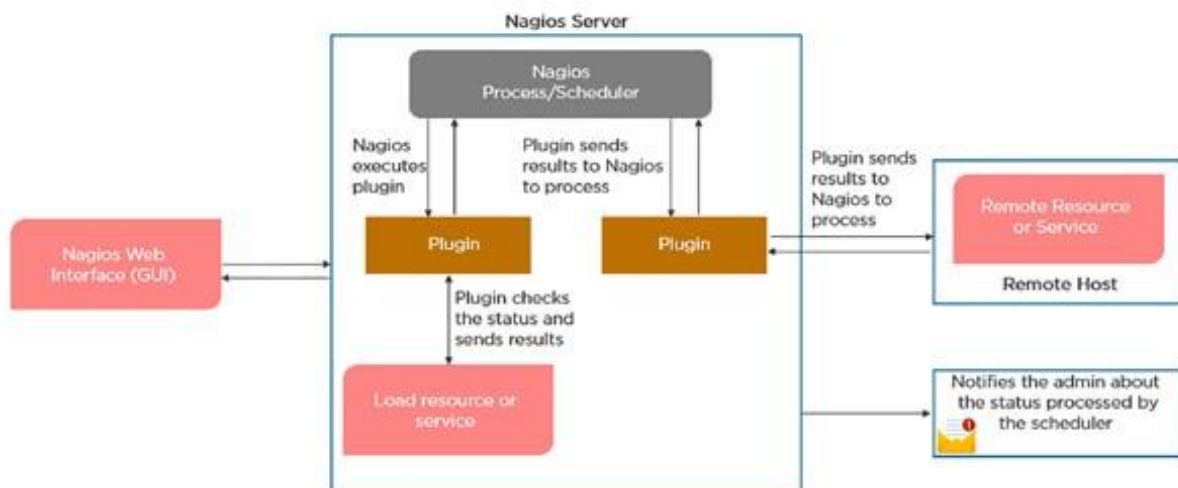 Nagios Server
Nagios
Process/Scheduler
Nagios
executes
plugin
Plugin sends
results to Nagios
to process
Plugin sends
results to
Nagios to
process
Remote Resource
or Service
Remote Host
Nagios Web
Interface (GUI)
Plugin
Plugin
Plugin checks
the status and
sends results
Load resource or
service
Notifies the admin about
the status processed by
the scheduler
1